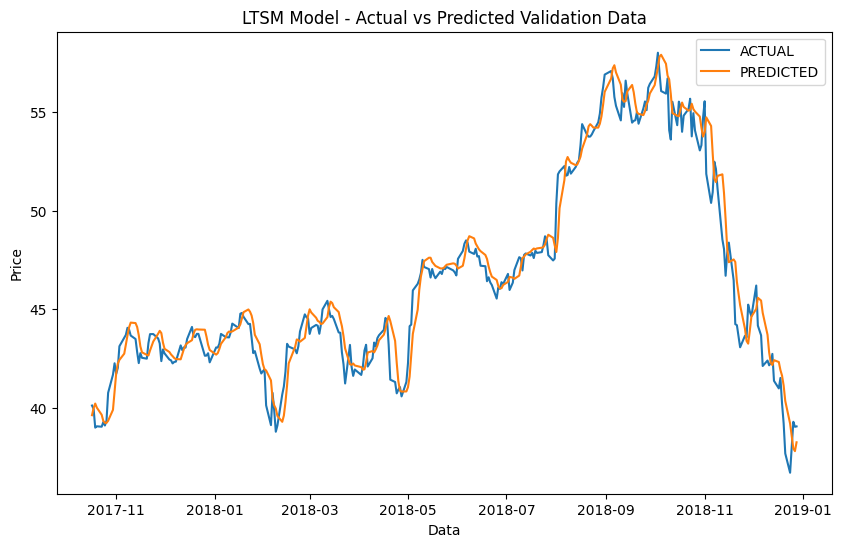 LTSM Model - Actual vs Predicted Validation Data
ACTUAL
PREDICTED
Price
55
50
45
40
2017-11 2018-01 2018-03 2018-05 2018-07 2018-09 2018-11 2019-01
Data